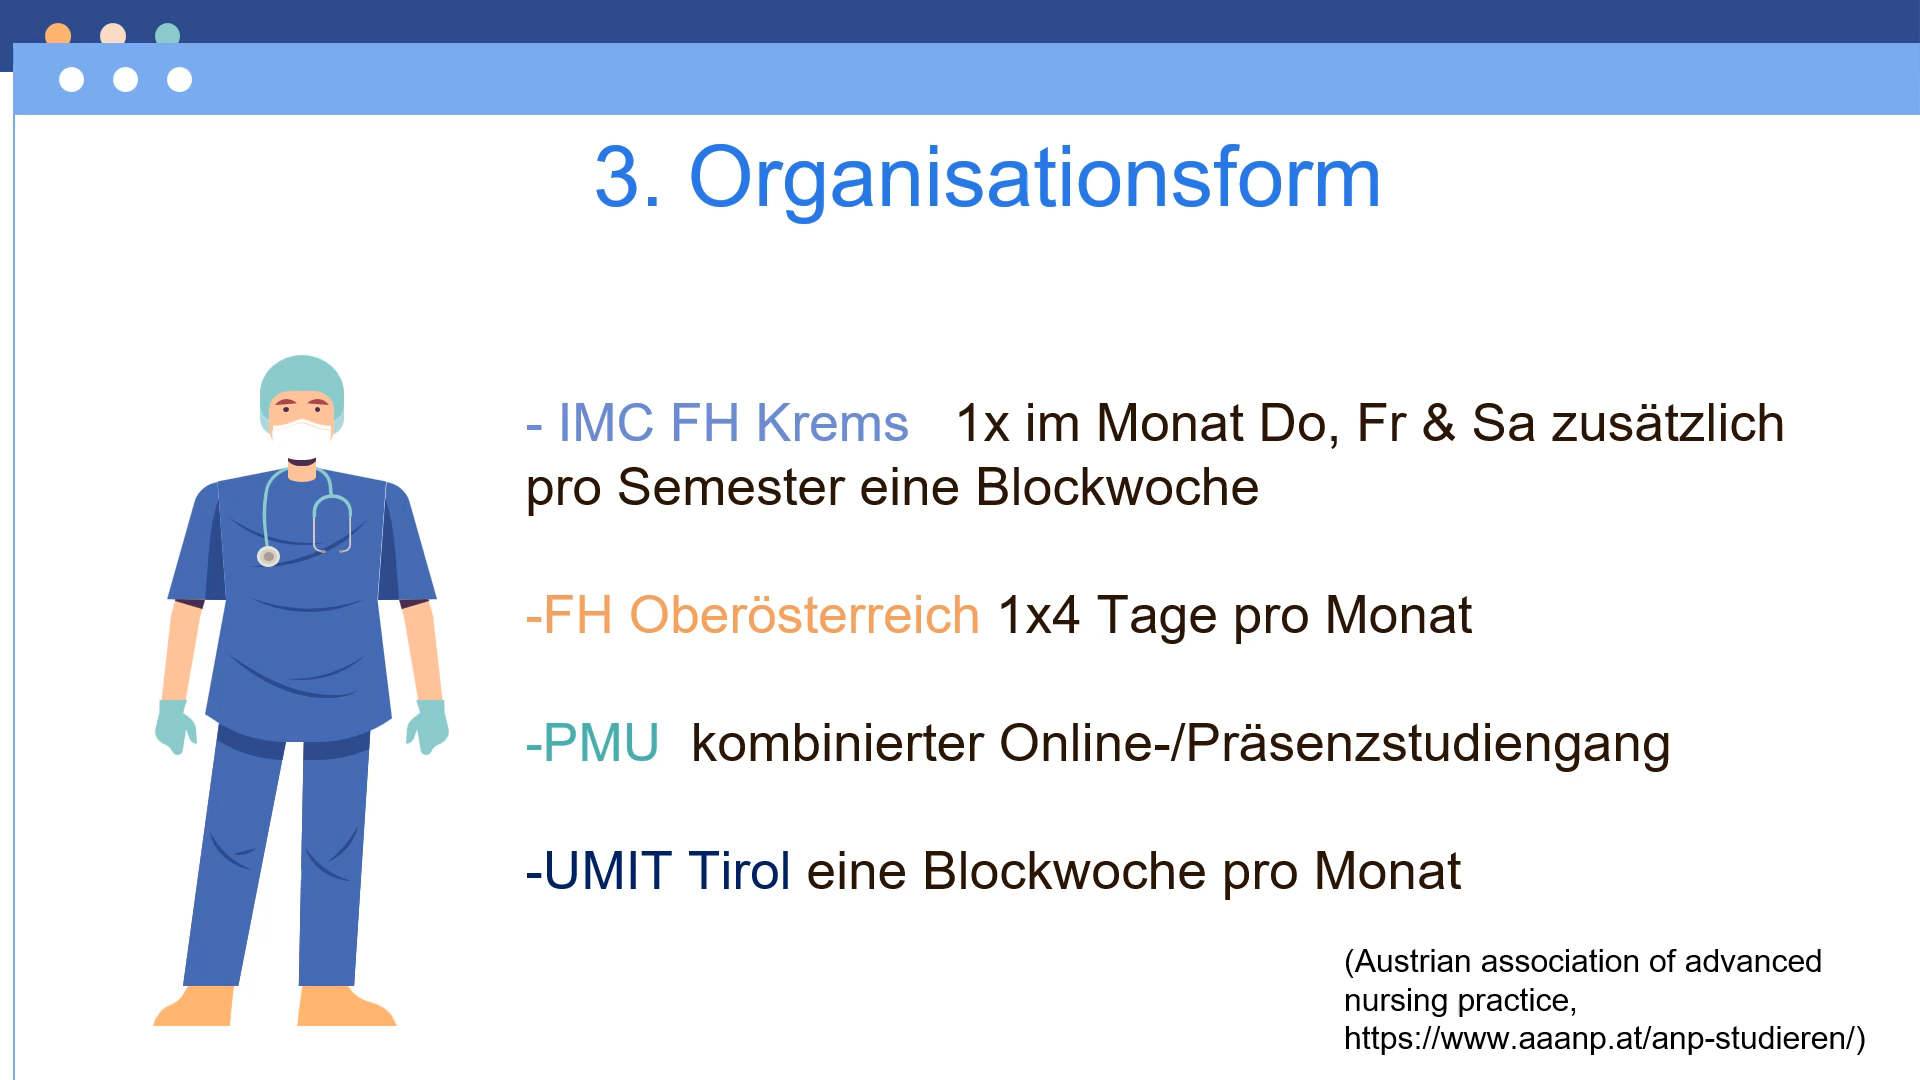 3. Organisationsform
- IMC FH Krems   1x im Monat Do, Fr & Sa zusätzlich
pro Semester eine Blockwoche
-FH Oberösterreich 1x4 Tage pro Monat
-PMU  kombinierter Online-/Präsenzstudiengang
-UMIT Tirol eine Blockwoche pro Monat
(Austrian association of advanced
nursing practice,
https://www.aaanp.at/anp-studieren/)